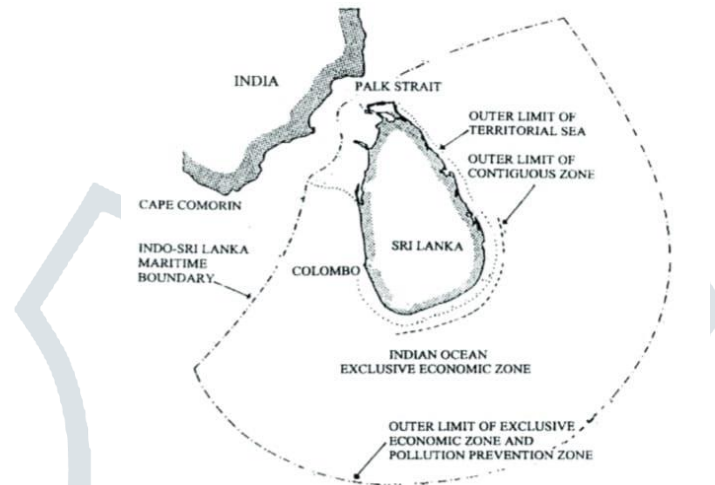 INDIA
PALK STRAIT
OUTER LIMIT OF
TERRITORIAL SEA
OUTER LIMIT OF
CONTIGUOUS ZONE
CAPE COMORIN
INDO-SRI LANKA
MARITIME
BOUNDARY
SRI LANKA
COLOMBO
INDIAN OCEAN
EXCLUSIVE ECONOMIC ZONE
OUTER LIMIT OF EXCLUSIVE
ECONOMIC ZONE AND
POLLUTION PREVENTION ZONE